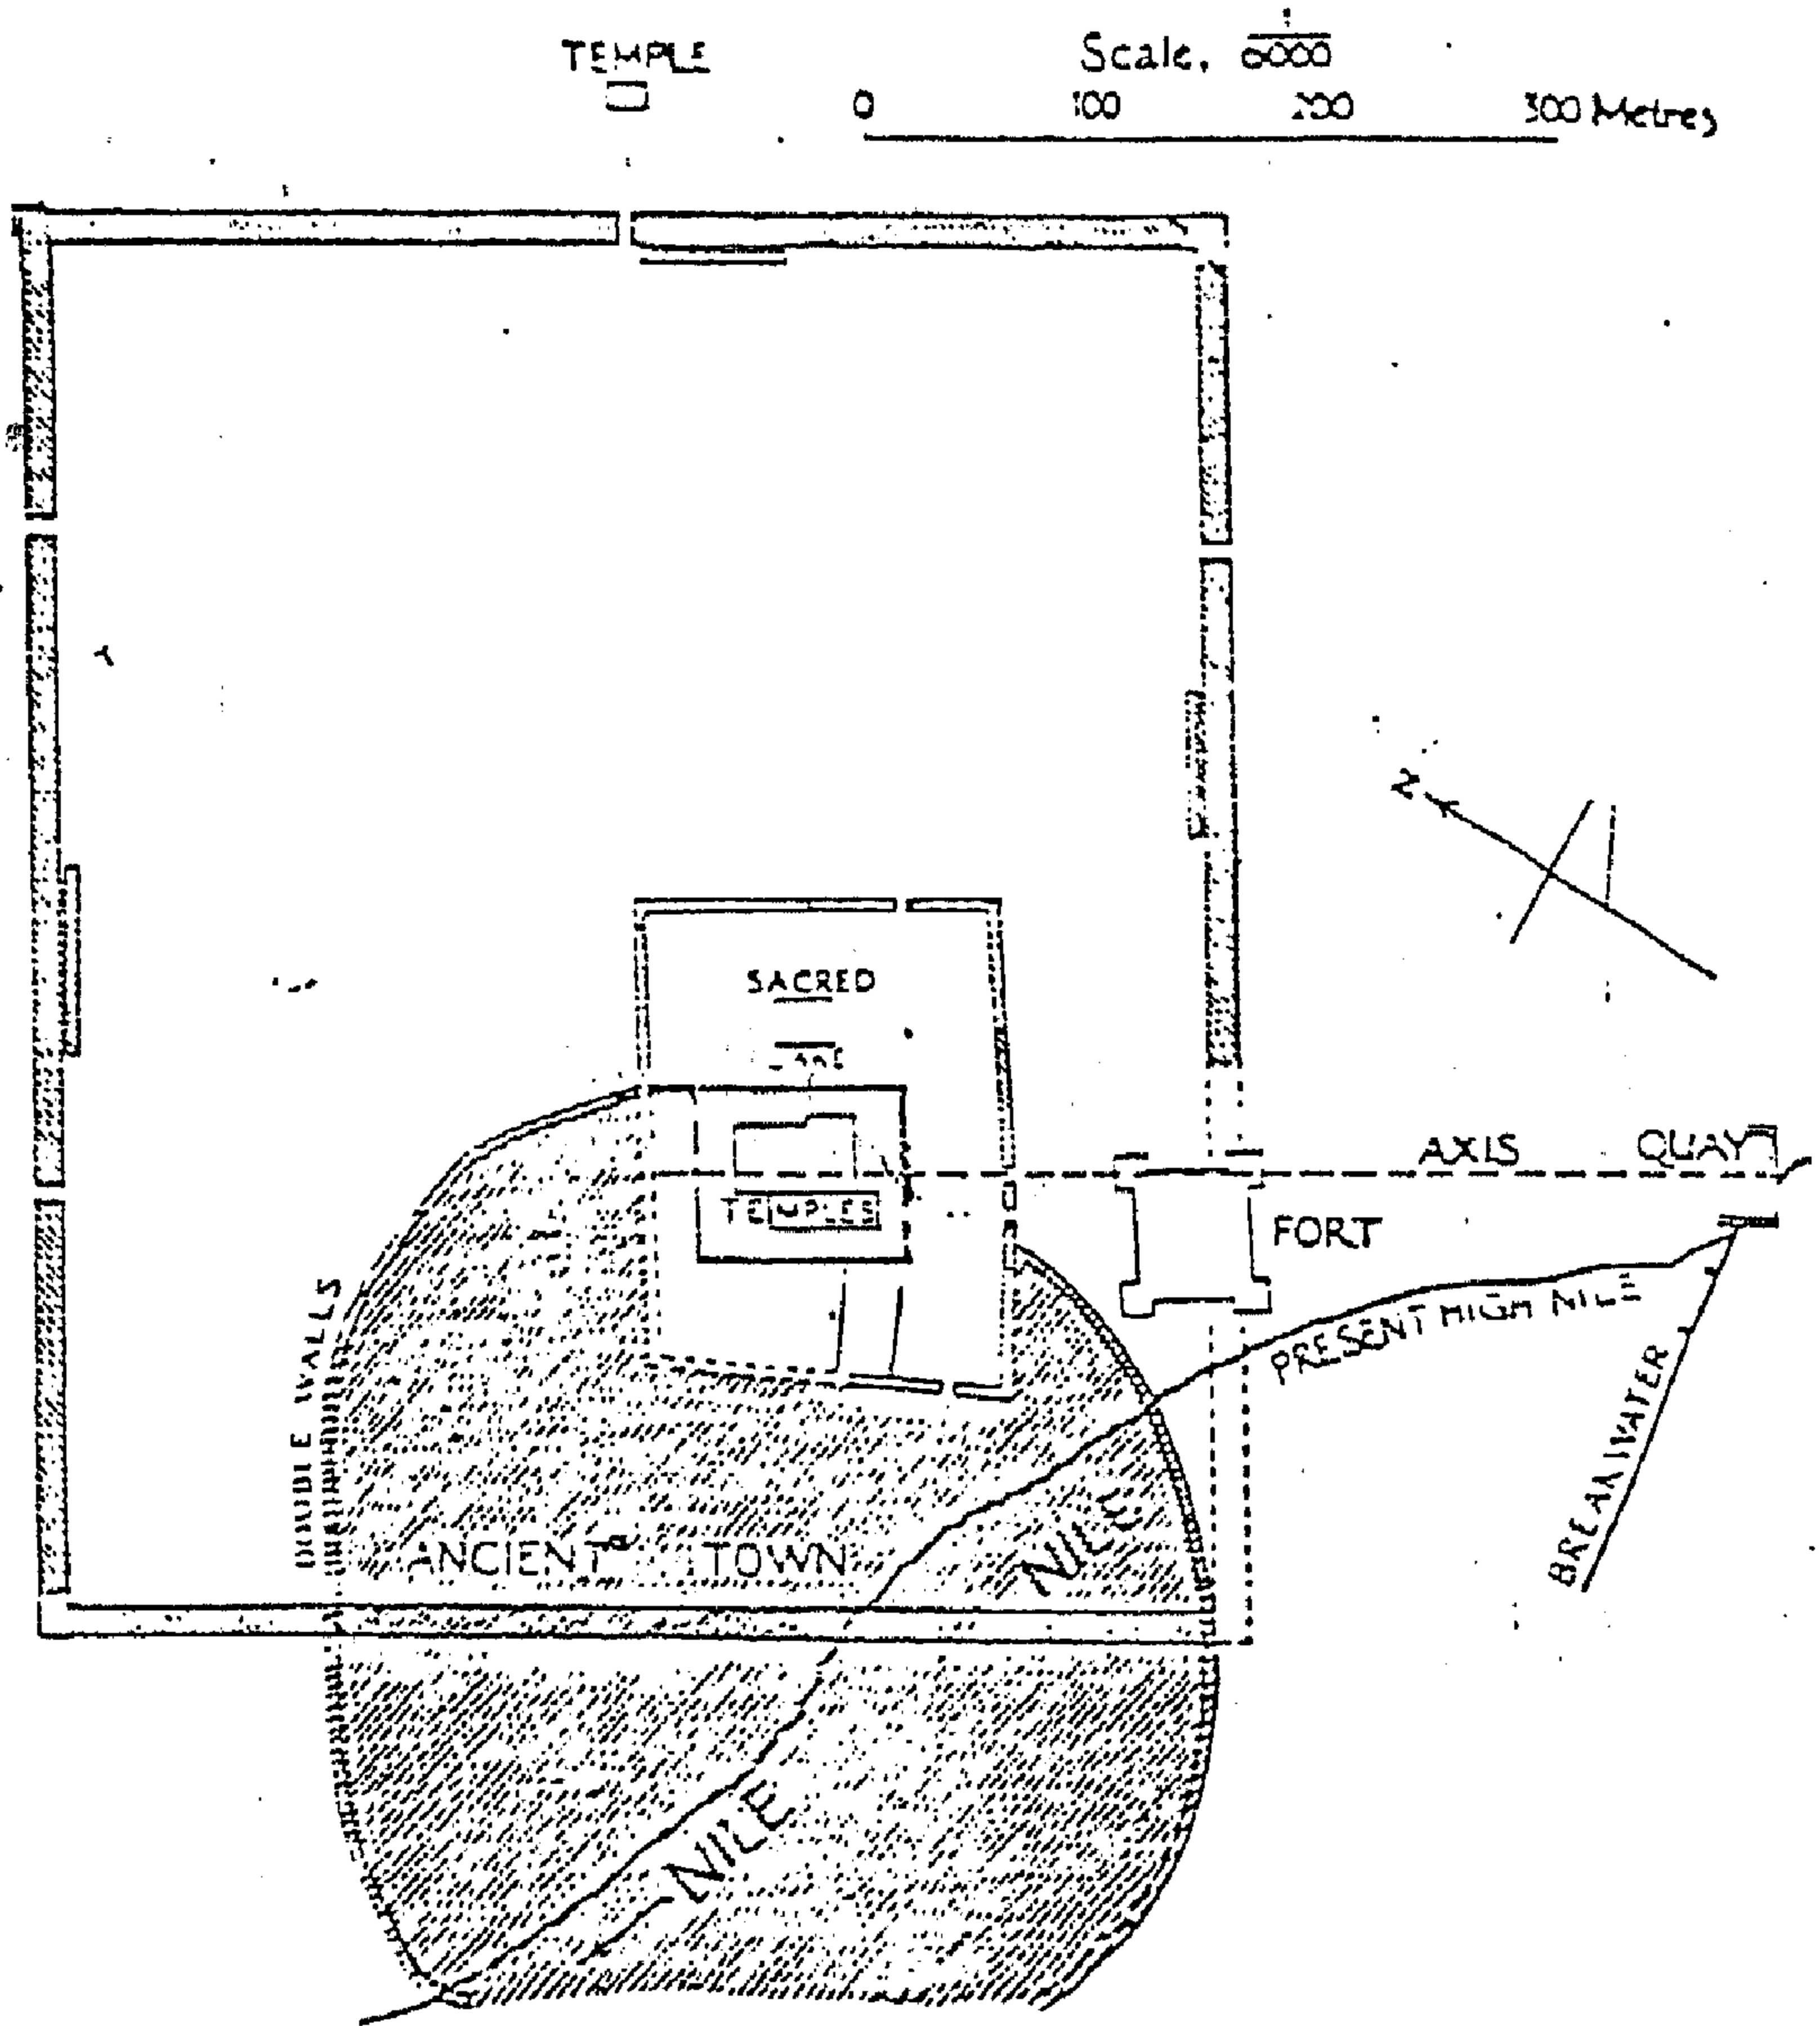 TEMPLE
Scale, 1/6000
0 100 200 300 Metres
N
SACRED
LAKE
AXIS QUAY
TEMPLES
FORT
PRESENT HIGH NILE
DOUBLE WALLS
BREAKWATER
NILE
ANCIENT TOWN
NILE